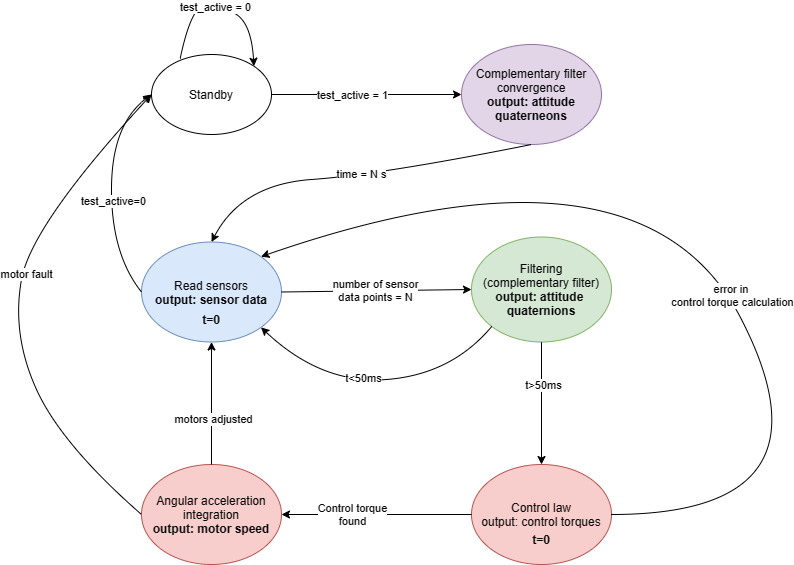 test_active = 0
Standby
test_active = 1
Complementary filter
convergence
output: attitude
quaterneons
time = N s
test_active=0
motor fault
Read sensors
output: sensor data
t=0
number of sensor
data points = N
Filtering
(complementary filter)
output: attitude
quaternions
error in
control torque calculation
t<50ms
t>50ms
motors adjusted
Angular acceleration
integration
output: motor speed
Control torque
found
Control law
output: control torques
t=0